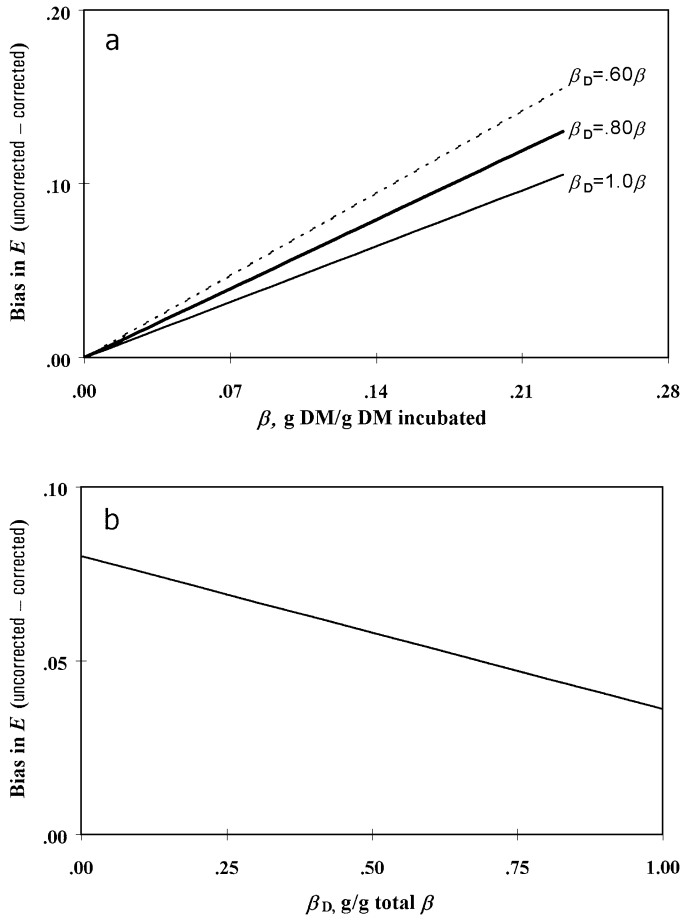 a
Bias in E (uncorrected – corrected)
.20
.10
.00
βD=.60β
βD=.80β
βD=1.0β
.00 .07 .14 .21 .28
β, g DM/g DM incubated
b
Bias in E (uncorrected – corrected)
.10
.05
.00
.00 .25 .50 .75 1.00
βD, g/g total β